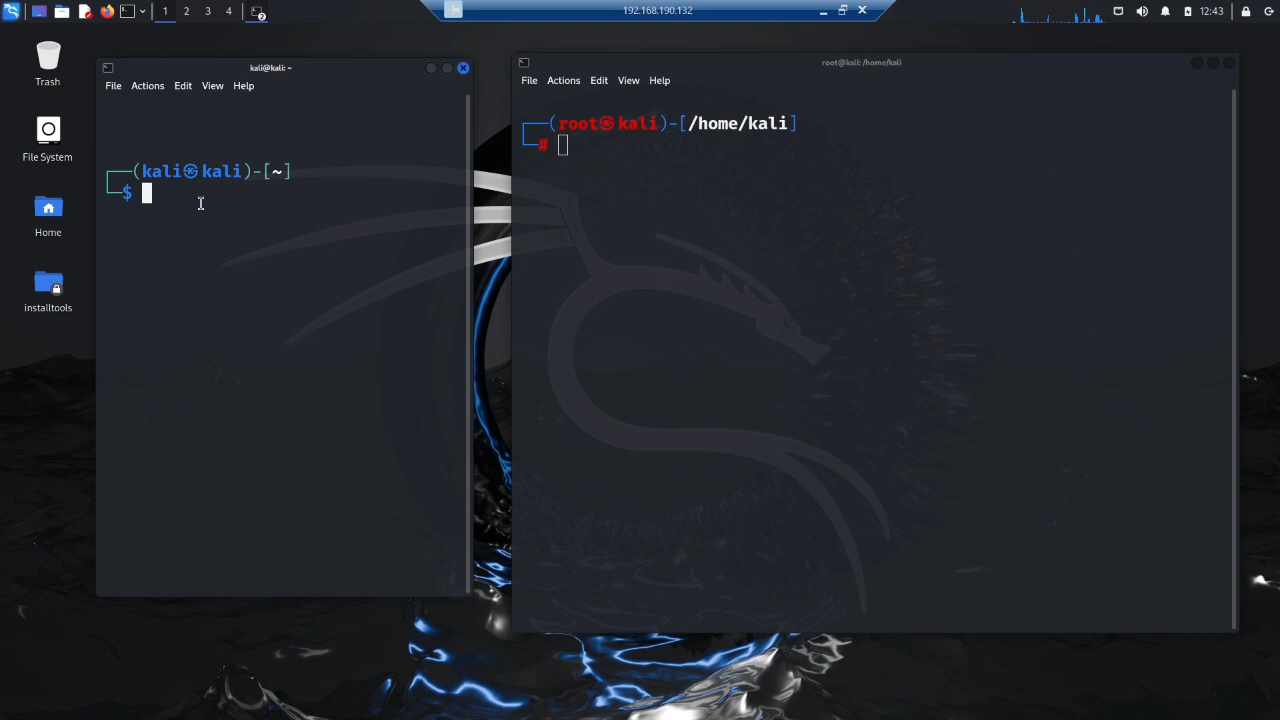 1 2 3 4
192.168.190.132
12:43
Trash
File System
Home
installtools
kali@kali: ~
File Actions Edit View Help
┌──(kali㉿kali)-[~]
└─$
root@kali: /home/kali
File Actions Edit View Help
┌──(root㉿kali)-[/home/kali]
└─#